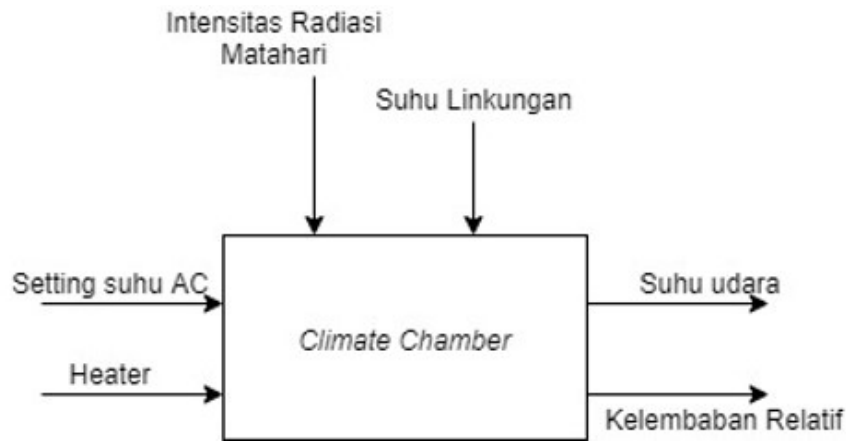 Intensitas Radiasi
Matahari
Suhu Linkungan
Setting suhu AC
Suhu udara
Climate Chamber
Heater
Kelembaban Relatif